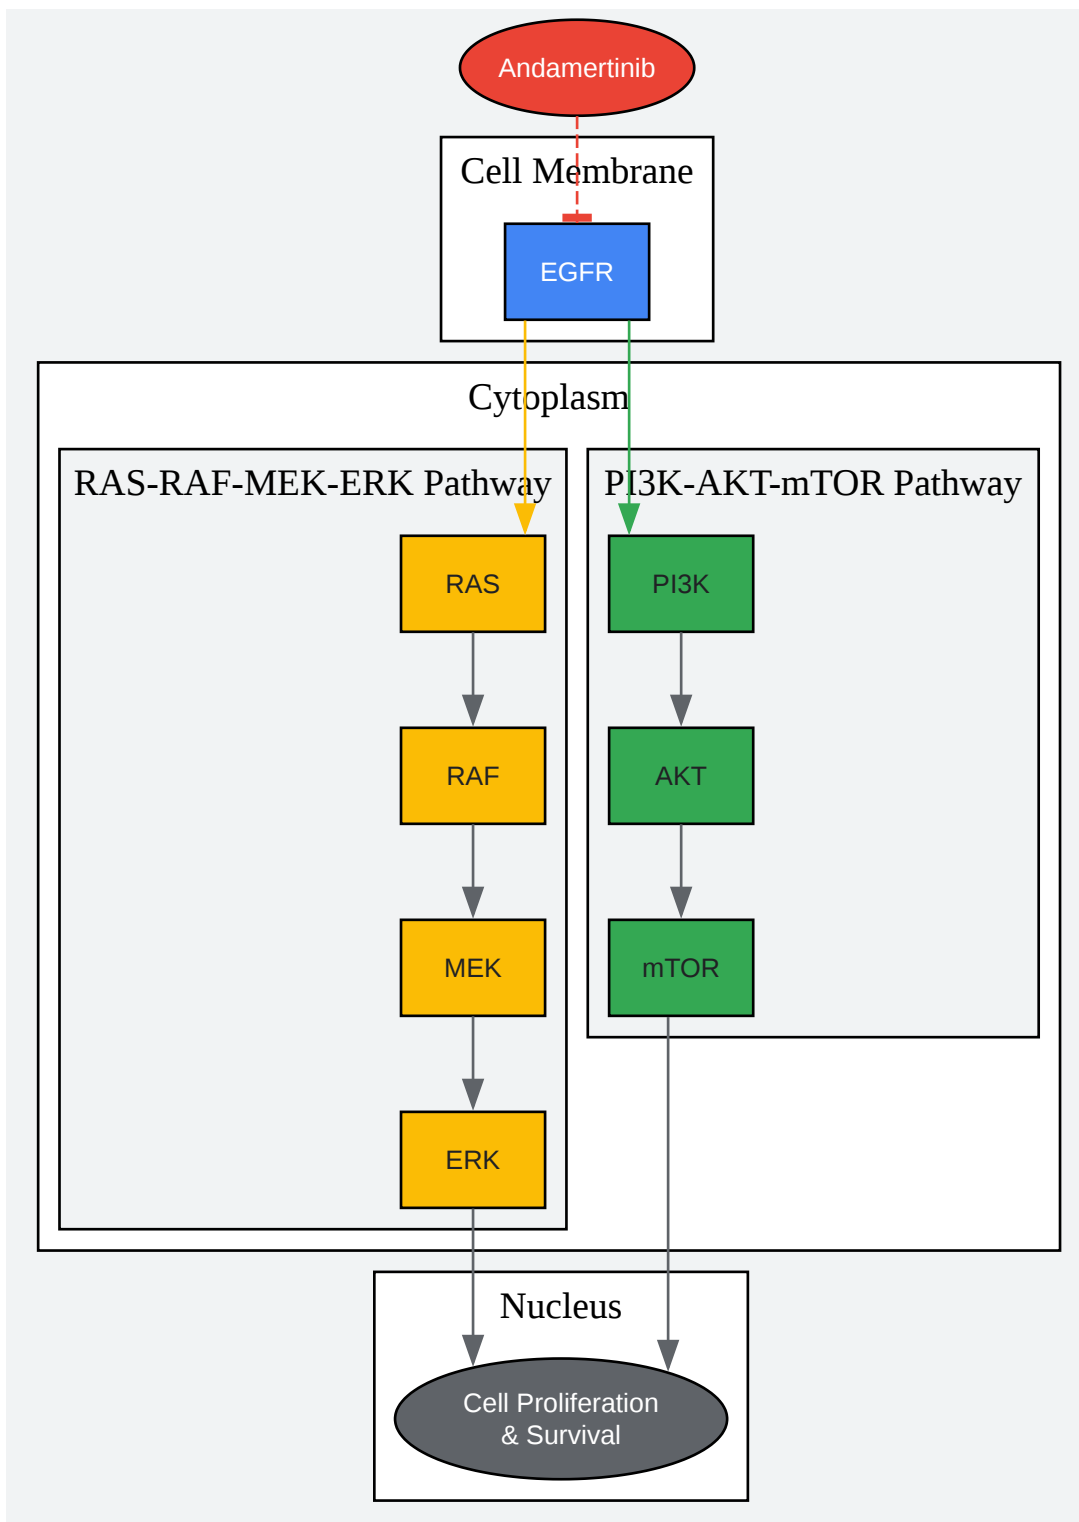 Andamertinib
Cell Membrane
EGFR
Cytoplasm
RAS-RAF-MEK-ERK Pathway
PI3K-AKT-mTOR Pathway
RAS
PI3K
RAF
AKT
MEK
mTOR
ERK
Nucleus
Cell Proliferation
& Survival